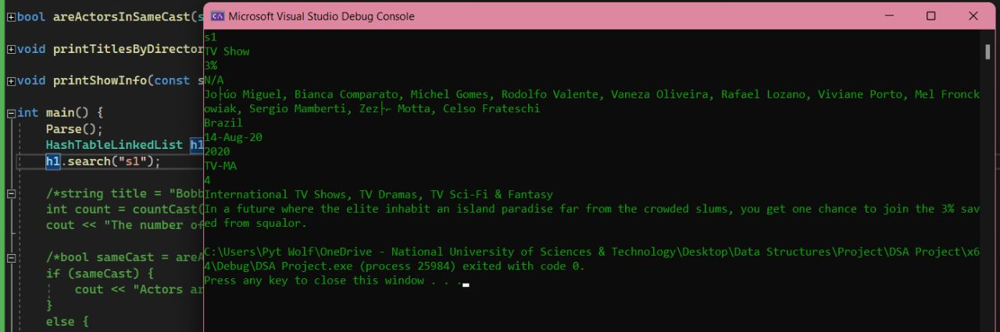 bool areActorsInSameCast(s
void printTitlesByDirector
void printShowInfo(const s
int main() {
Parse();
HashTableLinkedList h1
h1.search("s1");
/*string title = "Bobb
int count = countCast(
cout << "The number of
/*bool sameCast = areA
if (sameCast) {
cout << "Actors ar
}
else {
Microsoft Visual Studio Debug Console
s1
TV Show
3%
N/A
Jo├úo Miguel, Bianca Comparato, Michel Gomes, Rodolfo Valente, Vaneza Oliveira, Rafael Lozano, Viviane Porto, Mel Fronck
owiak, Sergio Mamberti, Zez├⌐ Motta, Celso Frateschi
Brazil
14-Aug-20
2020
TV-MA
4
International TV Shows, TV Dramas, TV Sci-Fi & Fantasy
In a future where the elite inhabit an island paradise far from the crowded slums, you get one chance to join the 3% sav
ed from squalor.
C:\Users\Pyt Wolf\OneDrive - National University of Sciences & Technology\Desktop\Data Structures\Project\DSA Project\x6
4\Debug\DSA Project.exe (process 25984) exited with code 0.
Press any key to close this window . . .